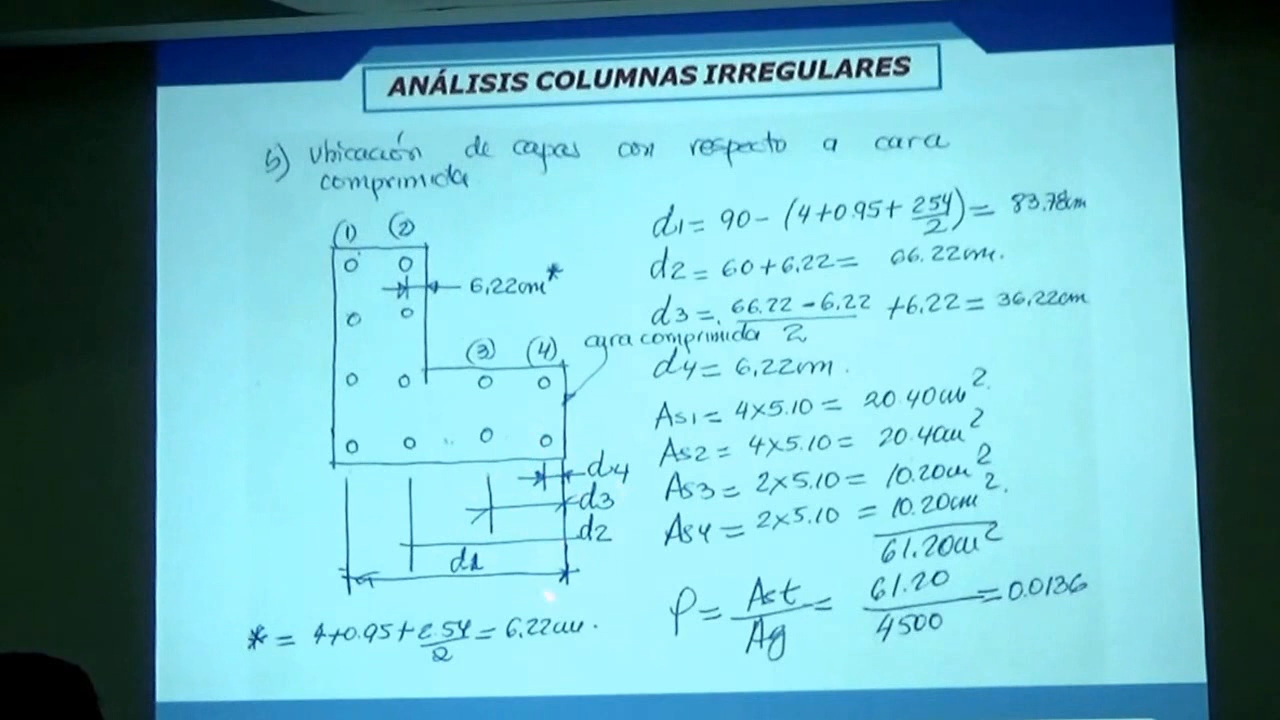 ANÁLISIS COLUMNAS IRREGULARES
b) Ubicación de capas con respecto a cara
comprimida
(1) (2)
6,22cm*
(3) (4) cara comprimida
d4
d3
d2
d1
* = 4+0.95+2.54/2 = 6,22cm.
d1 = 90 - (4+0.95+254/2) = 83.78cm
d2 = 60+6.22 = 66.22cm.
d3 = 66.22-6.22/2 +6.22 = 36,22cm
d4 = 6,22cm.
As1 = 4x5.10 = 20.40cm².
As2 = 4x5.10 = 20.4cm²
As3 = 2x5.10 = 10.20cm²
As4 = 2x5.10 = 10.20cm².
61.20cm²
ρ = Ast/Ag = 61.20/4500 = 0.0136